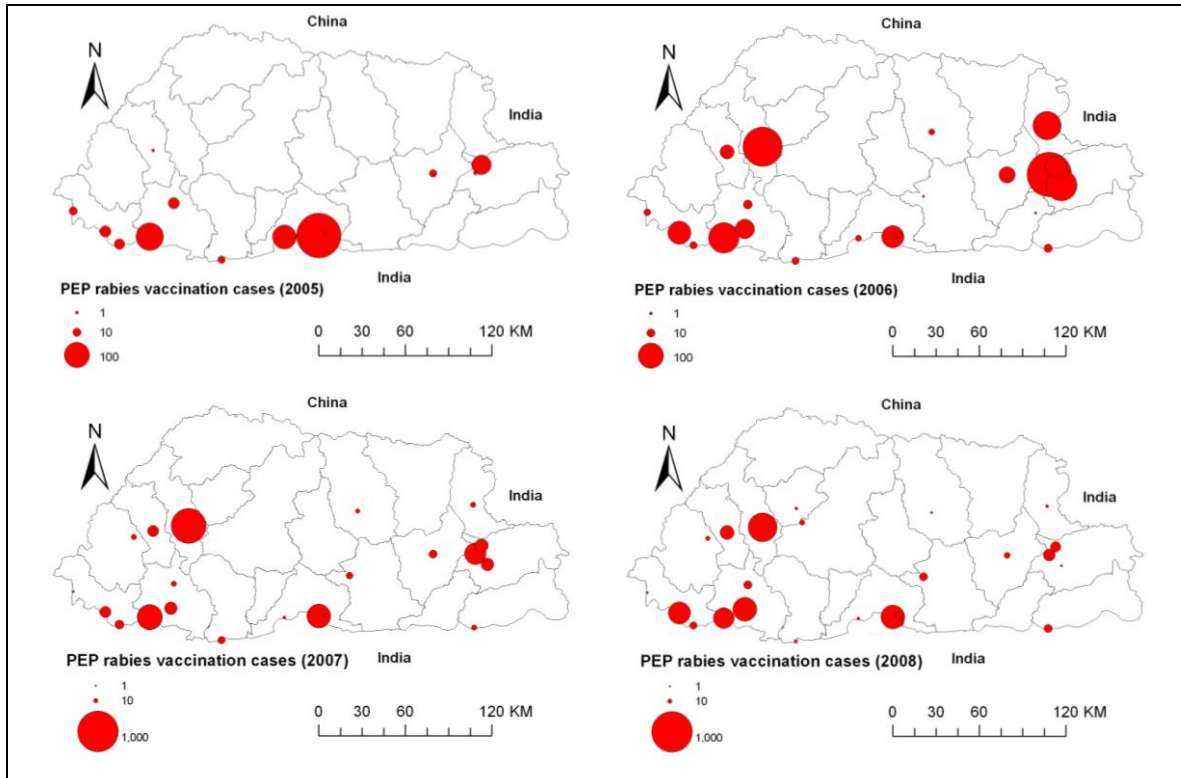 China
N
India
India
PEP rabies vaccination cases (2005)
1
10
100
0 30 60 120 KM
China
N
India
India
PEP rabies vaccination cases (2006)
1
10
100
0 30 60 120 KM
China
N
India
India
PEP rabies vaccination cases (2007)
1
10
1,000
0 30 60 120 KM
China
N
India
India
PEP rabies vaccination cases (2008)
1
10
1,000
0 30 60 120 KM